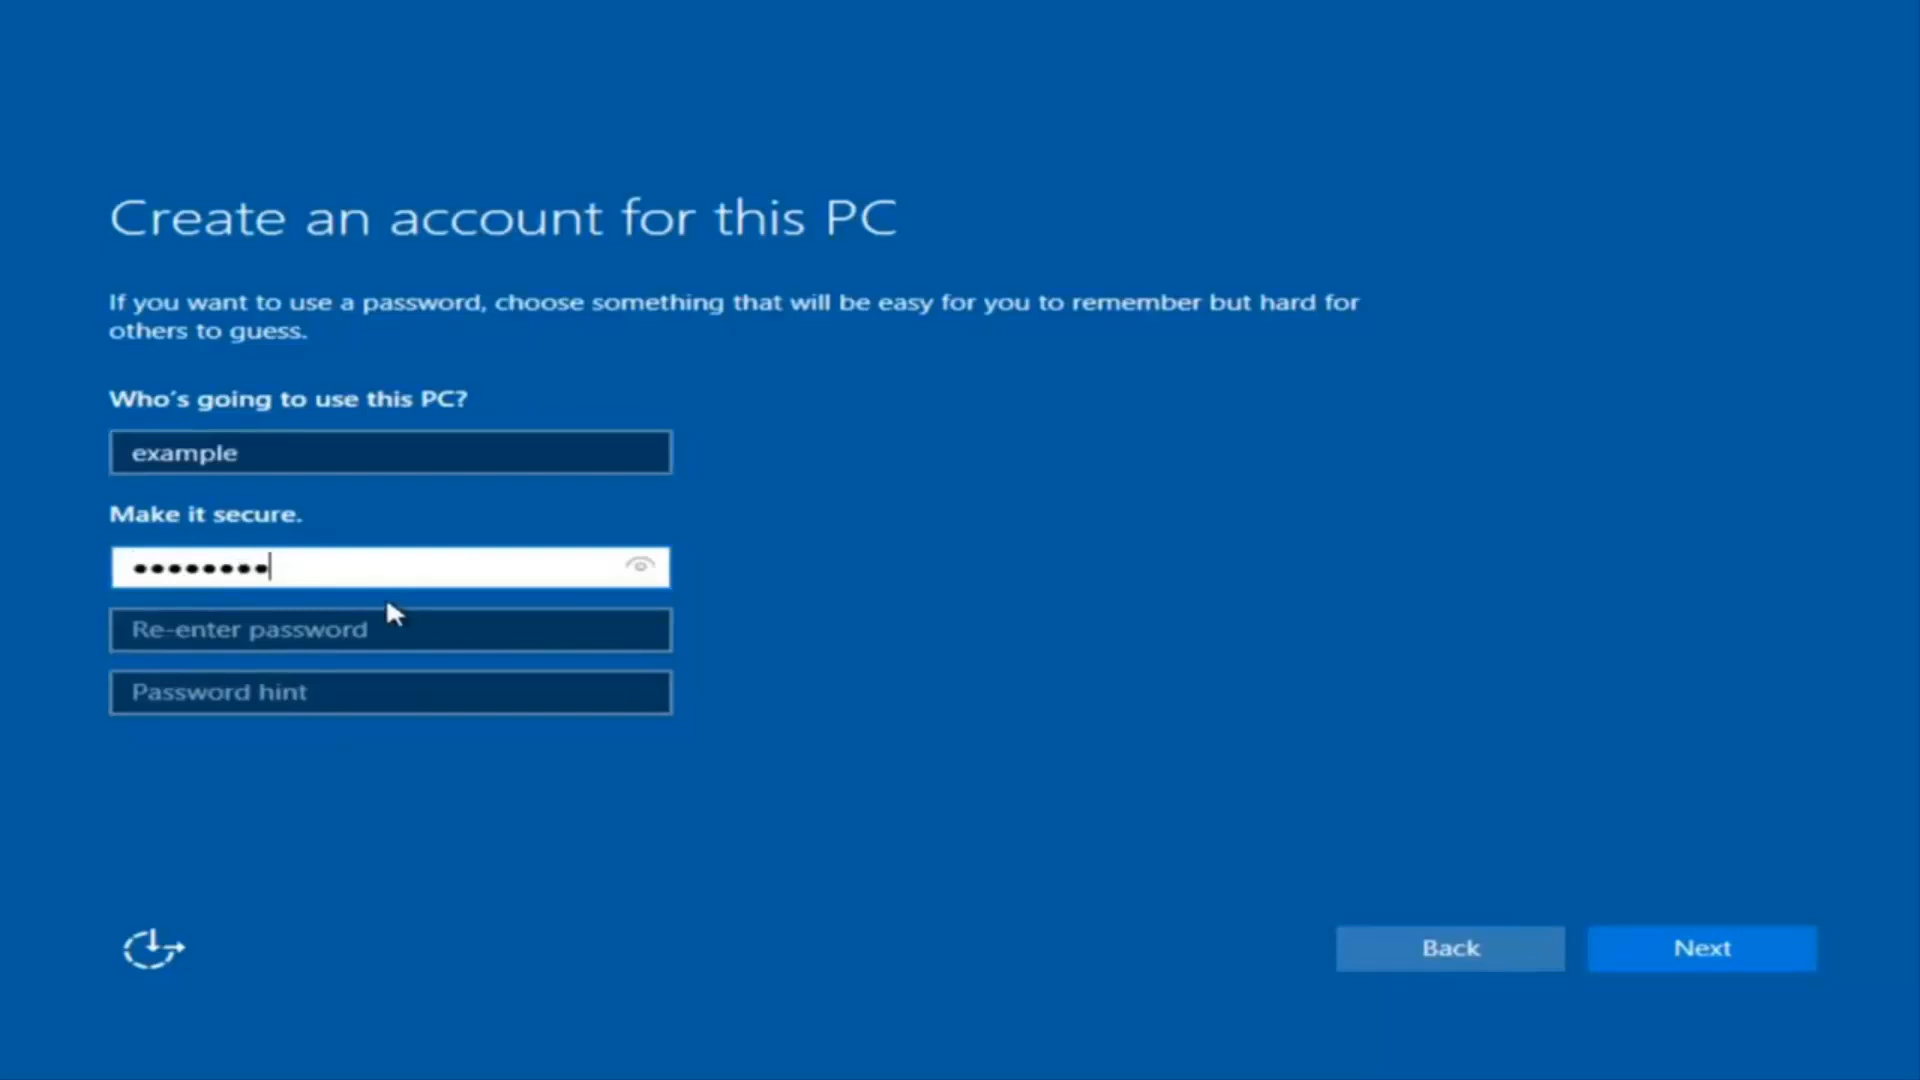 Create an account for this PC
If you want to use a password, choose something that will be easy for you to remember but hard for
others to guess.
Who's going to use this PC?
example
Make it secure.
●●●●●●●●
Re-enter password
Password hint
Back
Next